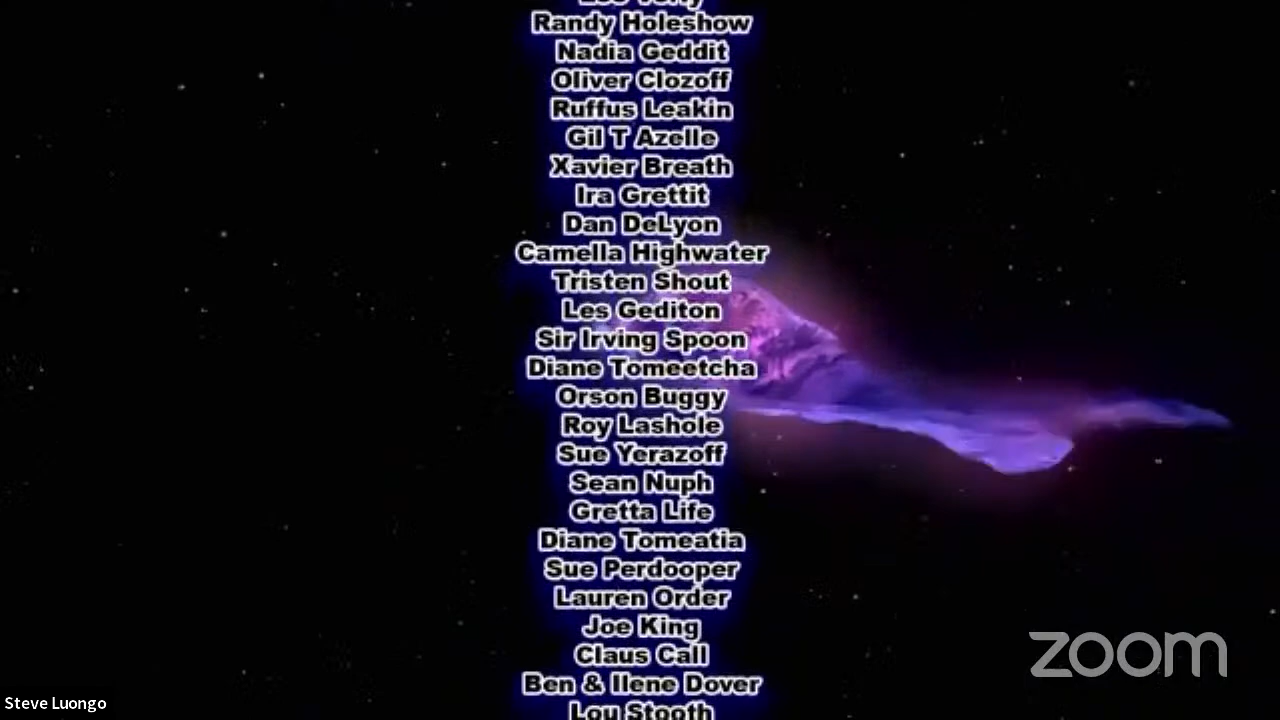 Randy Holeshow
Nadia Geddit
Oliver Clozoff
Ruffus Leakin
Gil T Azelle
Xavier Breath
Ira Grettit
Dan DeLyon
Camella Highwater
Tristen Shout
Les Gediton
Sir Irving Spoon
Diane Tomeetcha
Orson Buggy
Roy Lashole
Sue Yerazoff
Sean Nuph
Gretta Life
Diane Tomeatia
Sue Perdooper
Lauren Order
Joe King
Claus Call
Ben & Ilene Dover
Lou
zoom
Steve Luongo